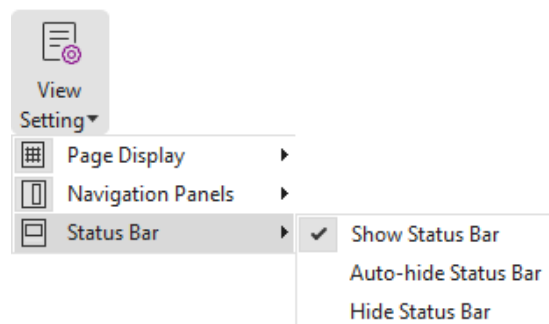 View
Setting
Page Display
Navigation Panels
Status Bar
Show Status Bar
Auto-hide Status Bar
Hide Status Bar